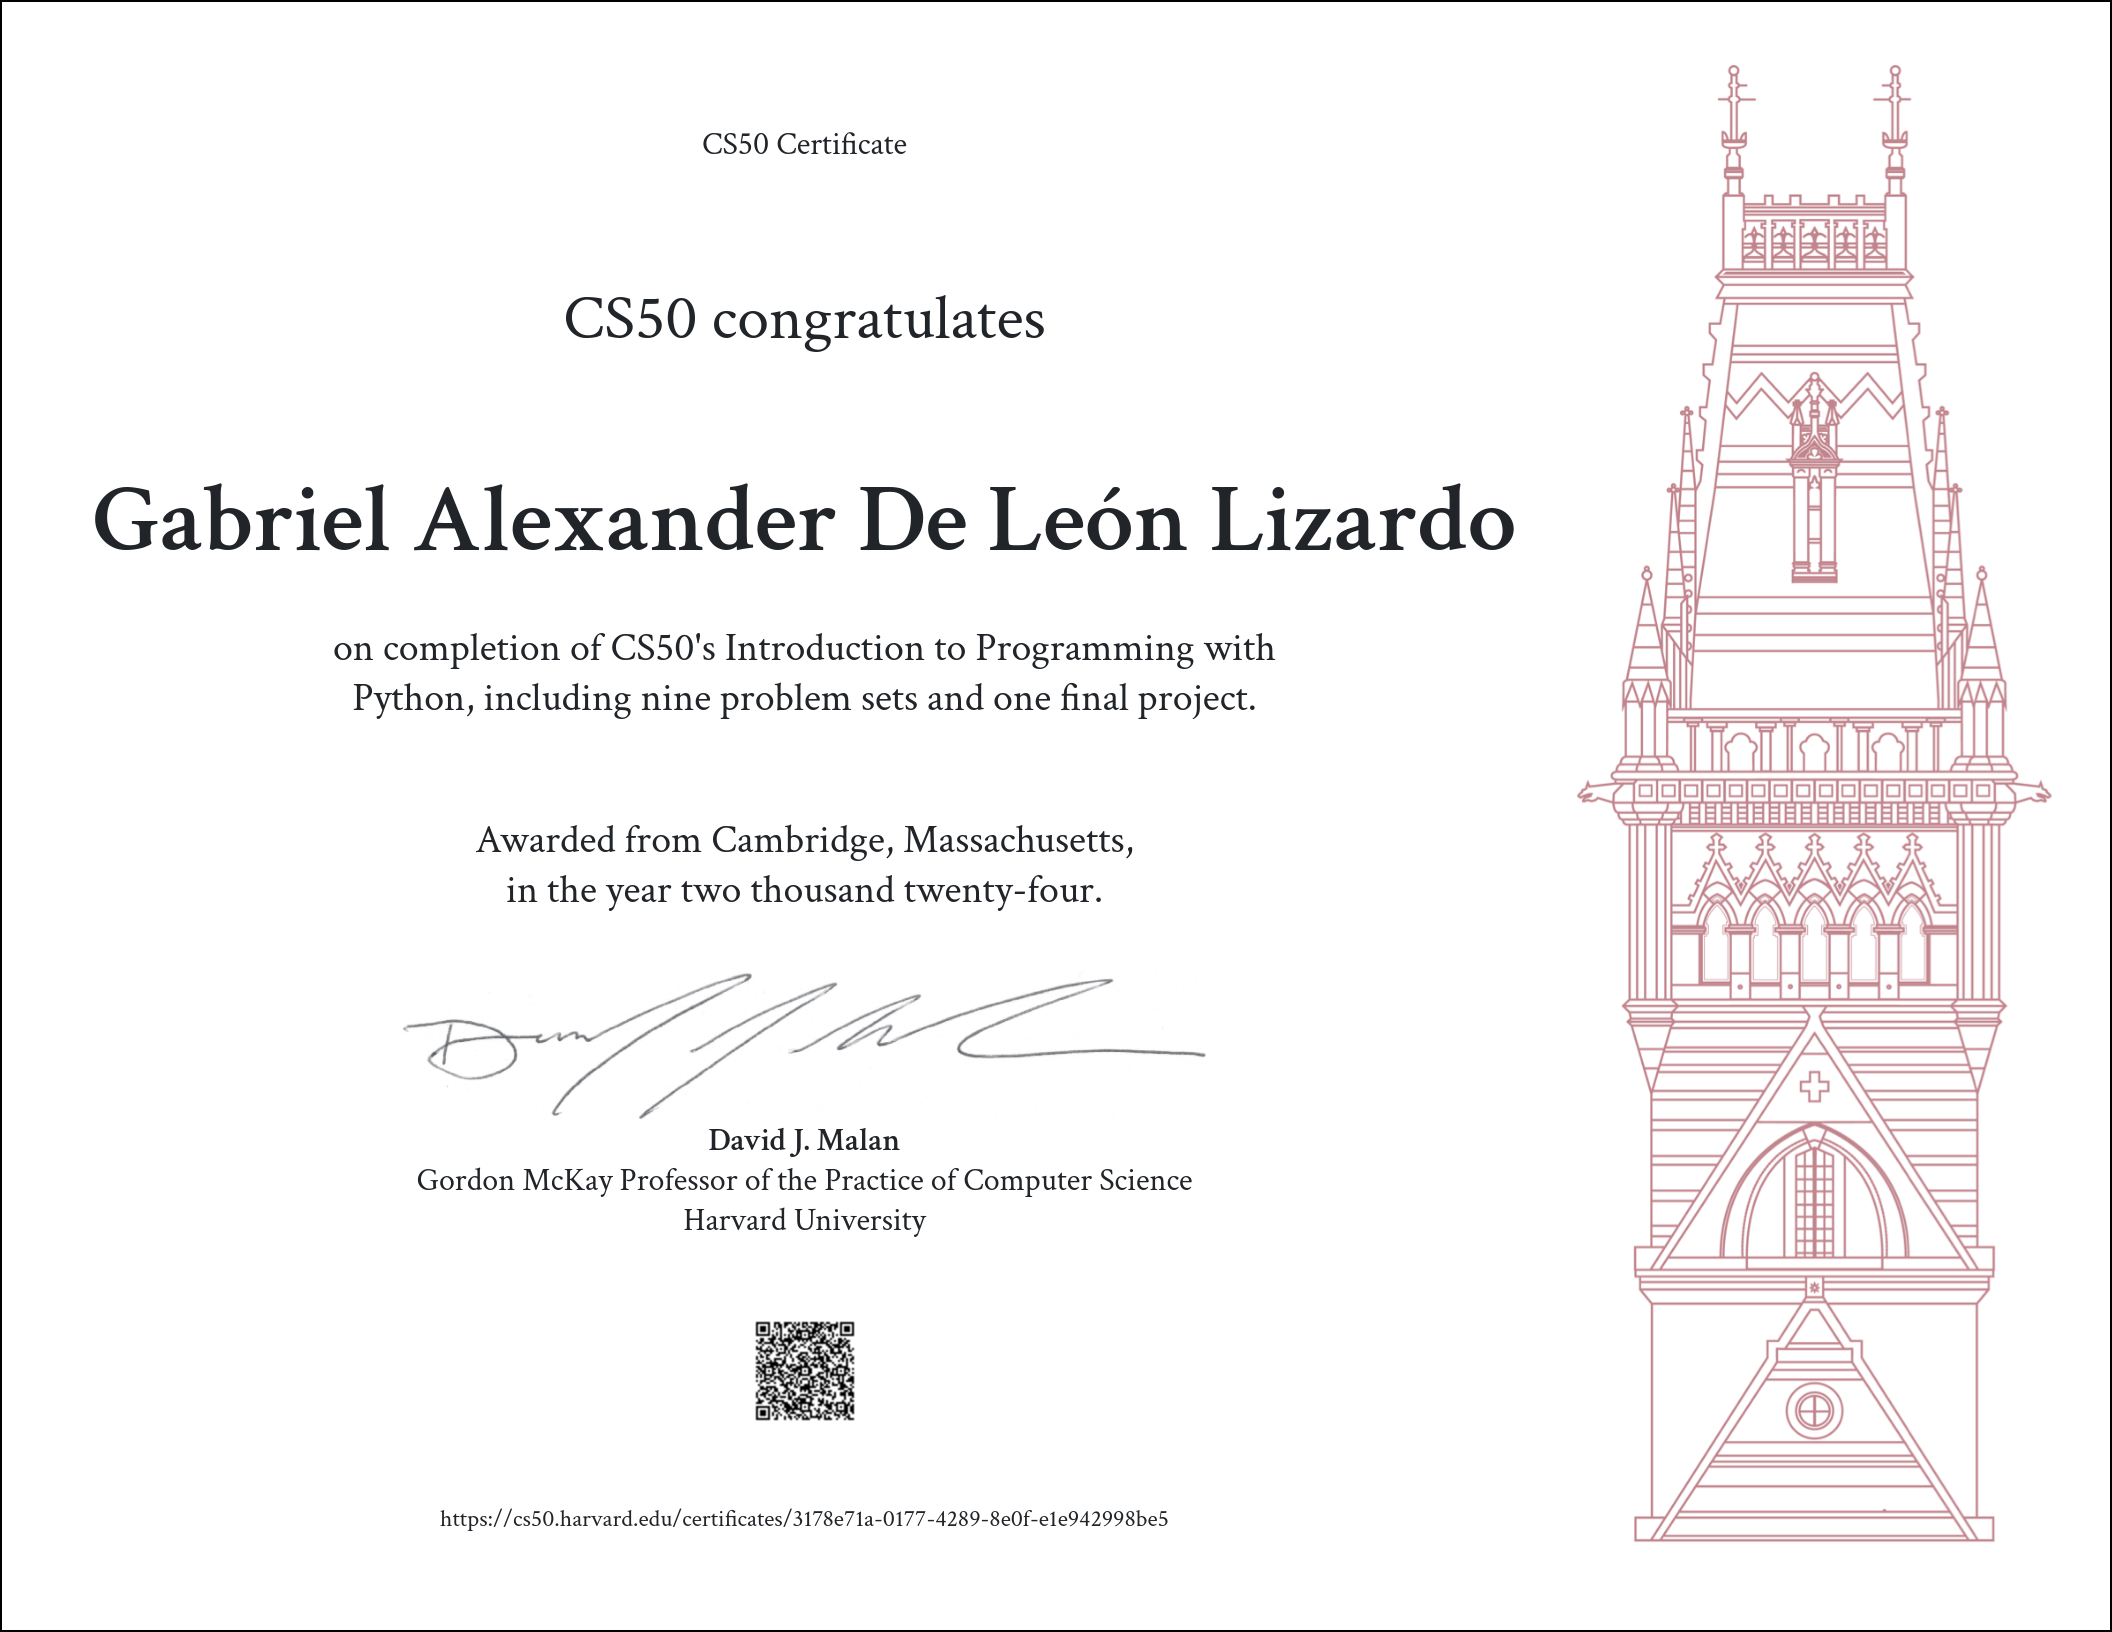 CS50 Certificate
CS50 congratulates
Gabriel Alexander De León Lizardo
on completion of CS50's Introduction to Programming with
Python, including nine problem sets and one final project.
Awarded from Cambridge, Massachusetts,
in the year two thousand twenty-four.
David J. Malan
Gordon McKay Professor of the Practice of Computer Science
Harvard University
https://cs50.harvard.edu/certificates/3178e71a-0177-4289-8e0f-e1e942998be5